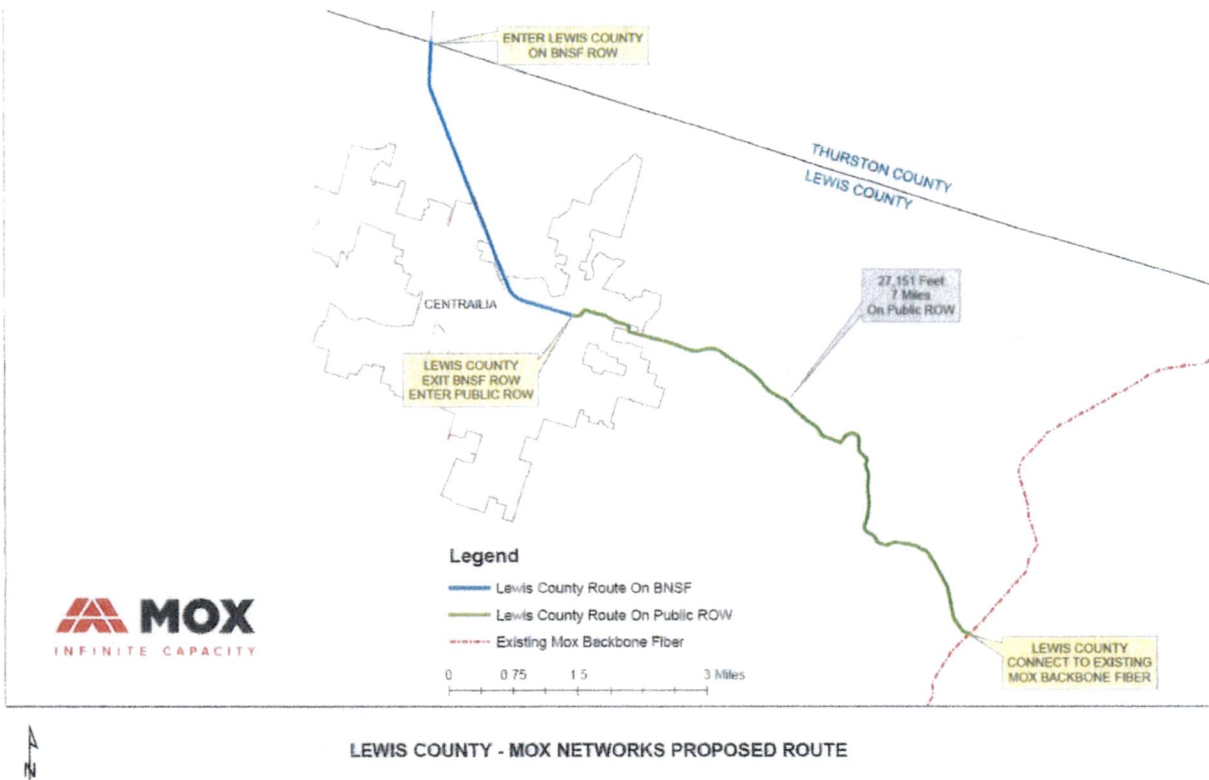 ENTER LEWIS COUNTY
ON BNSF ROW
THURSTON COUNTY
LEWIS COUNTY
27,151 Feet
7 Miles
On Public ROW
CENTRAILIA
LEWIS COUNTY
EXIT BNSF ROW
ENTER PUBLIC ROW
Legend
Lewis County Route On BNSF
Lewis County Route On Public ROW
Existing Mox Backbone Fiber
0 0.75 1.5 3 Miles
MOX
INFINITE CAPACITY
LEWIS COUNTY
CONNECT TO EXISTING
MOX BACKBONE FIBER
N
LEWIS COUNTY - MOX NETWORKS PROPOSED ROUTE